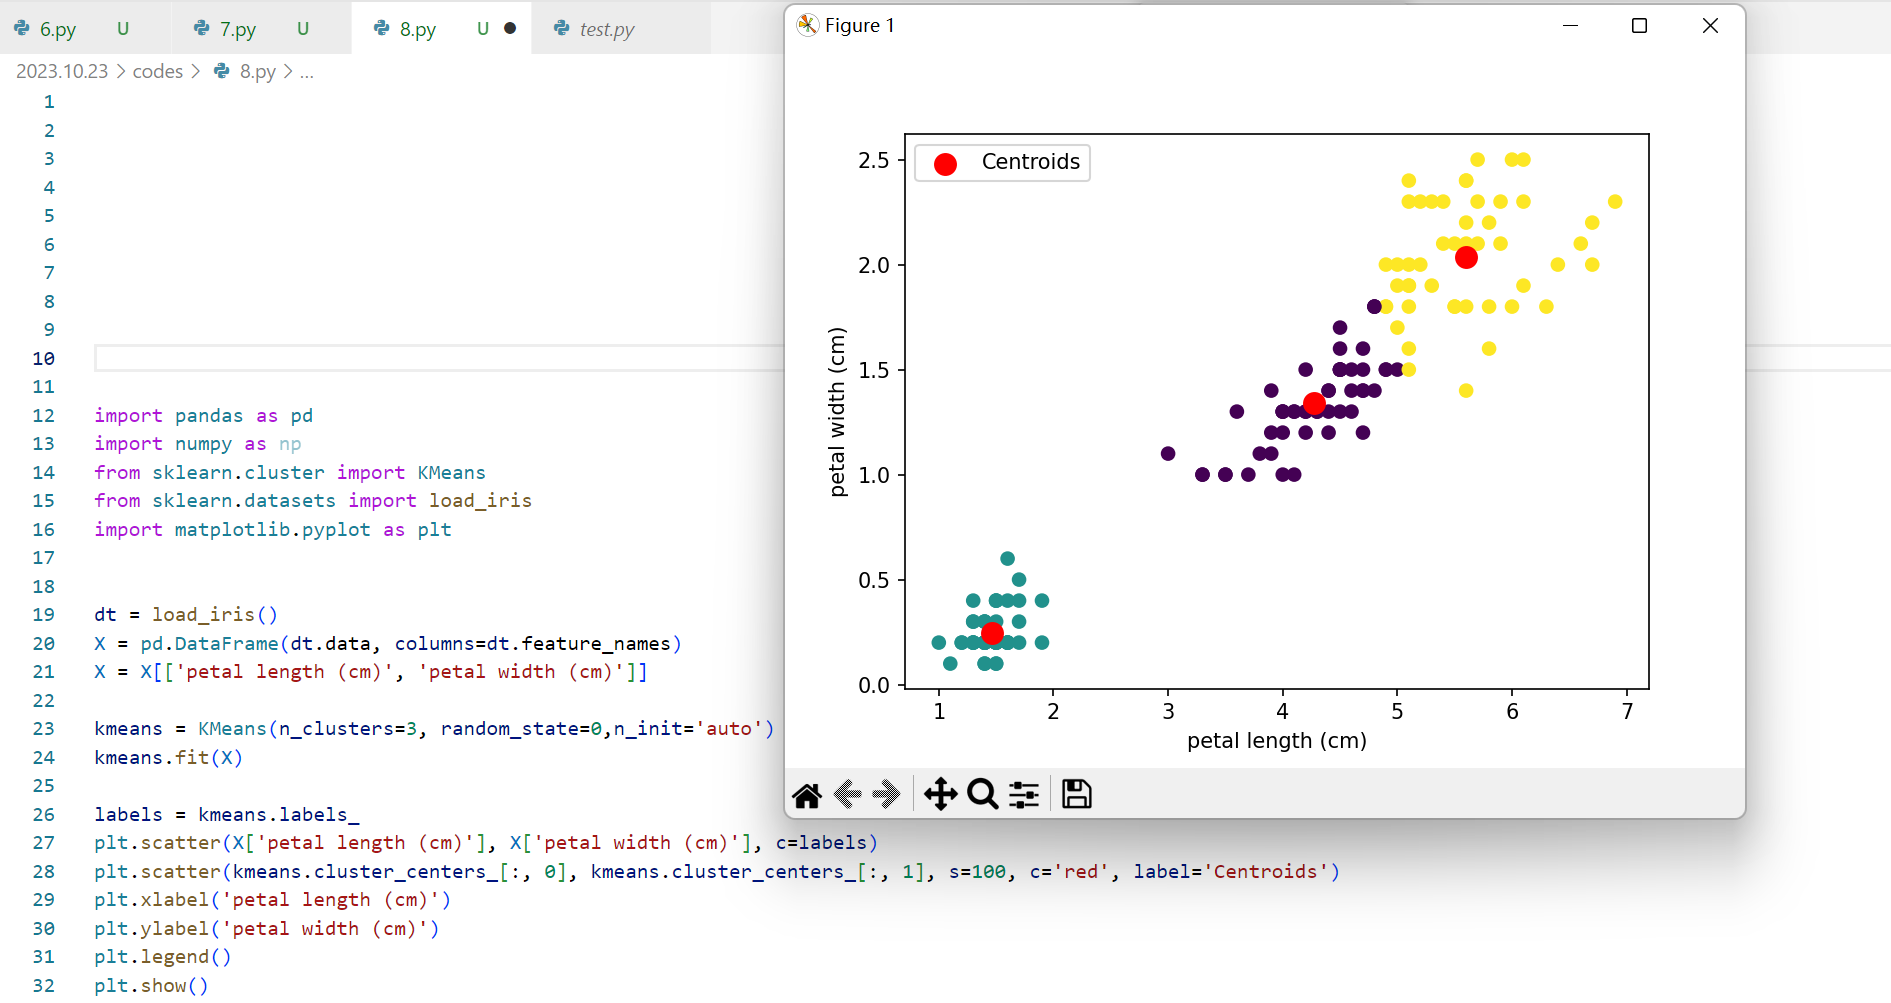 6.py U 7.py U 8.py U test.py
2023.10.23 > codes > 8.py > ...
1
2
3
4
5
6
7
8
9
10
11
12 import pandas as pd
13 import numpy as np
14 from sklearn.cluster import KMeans
15 from sklearn.datasets import load_iris
16 import matplotlib.pyplot as plt
17
18
19 dt = load_iris()
20 X = pd.DataFrame(dt.data, columns=dt.feature_names)
21 X = X[['petal length (cm)', 'petal width (cm)']]
22
23 kmeans = KMeans(n_clusters=3, random_state=0,n_init='auto')
24 kmeans.fit(X)
25
26 labels = kmeans.labels_
27 plt.scatter(X['petal length (cm)'], X['petal width (cm)'], c=labels)
28 plt.scatter(kmeans.cluster_centers_[:, 0], kmeans.cluster_centers_[:, 1], s=100, c='red', label='Centroids')
29 plt.xlabel('petal length (cm)')
30 plt.ylabel('petal width (cm)')
31 plt.legend()
32 plt.show()
Figure 1
Centroids
2.5
2.0
1.5
1.0
0.5
0.0
petal width (cm)
1 2 3 4 5 6 7
petal length (cm)